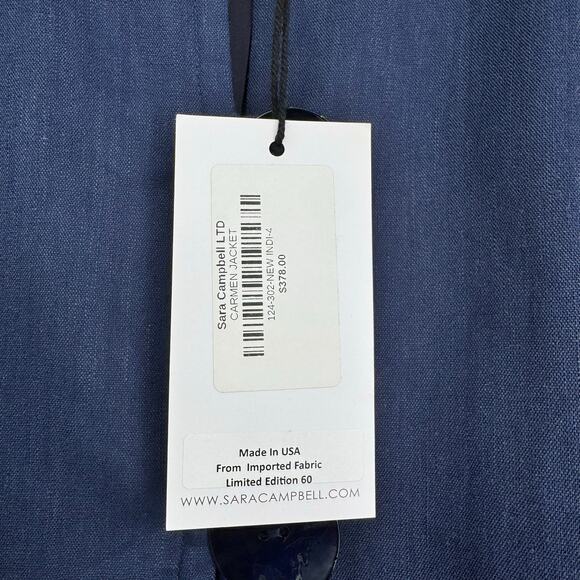 Sara Campbell LTD
CARMEN JACKET
124-302-NEW INDI-4
$378.00
Made In USA
From Imported Fabric
Limited Edition 60
WWW.SARACAMPBELL.COM